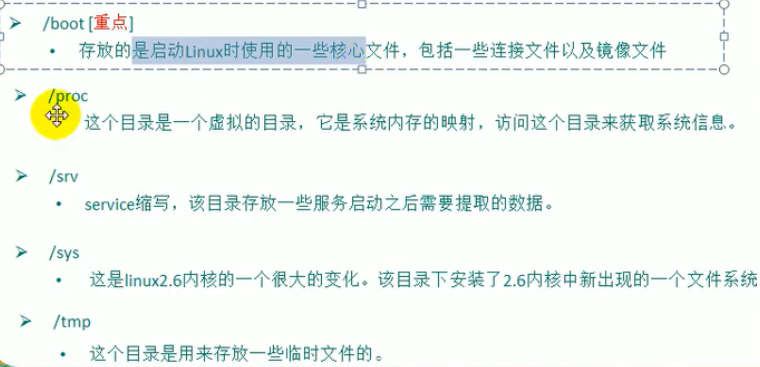 /boot [重点]
存放的是启动Linux时使用的一些核心文件，包括一些连接文件以及镜像文件
/proc
这个目录是一个虚拟的目录，它是系统内存的映射，访问这个目录来获取系统信息。
/srv
service缩写，该目录存放一些服务启动之后需要提取的数据。
/sys
这是linux2.6内核的一个很大的变化。该目录下安装了2.6内核中新出现的一个文件系统
/tmp
这个目录是用来存放一些临时文件的。